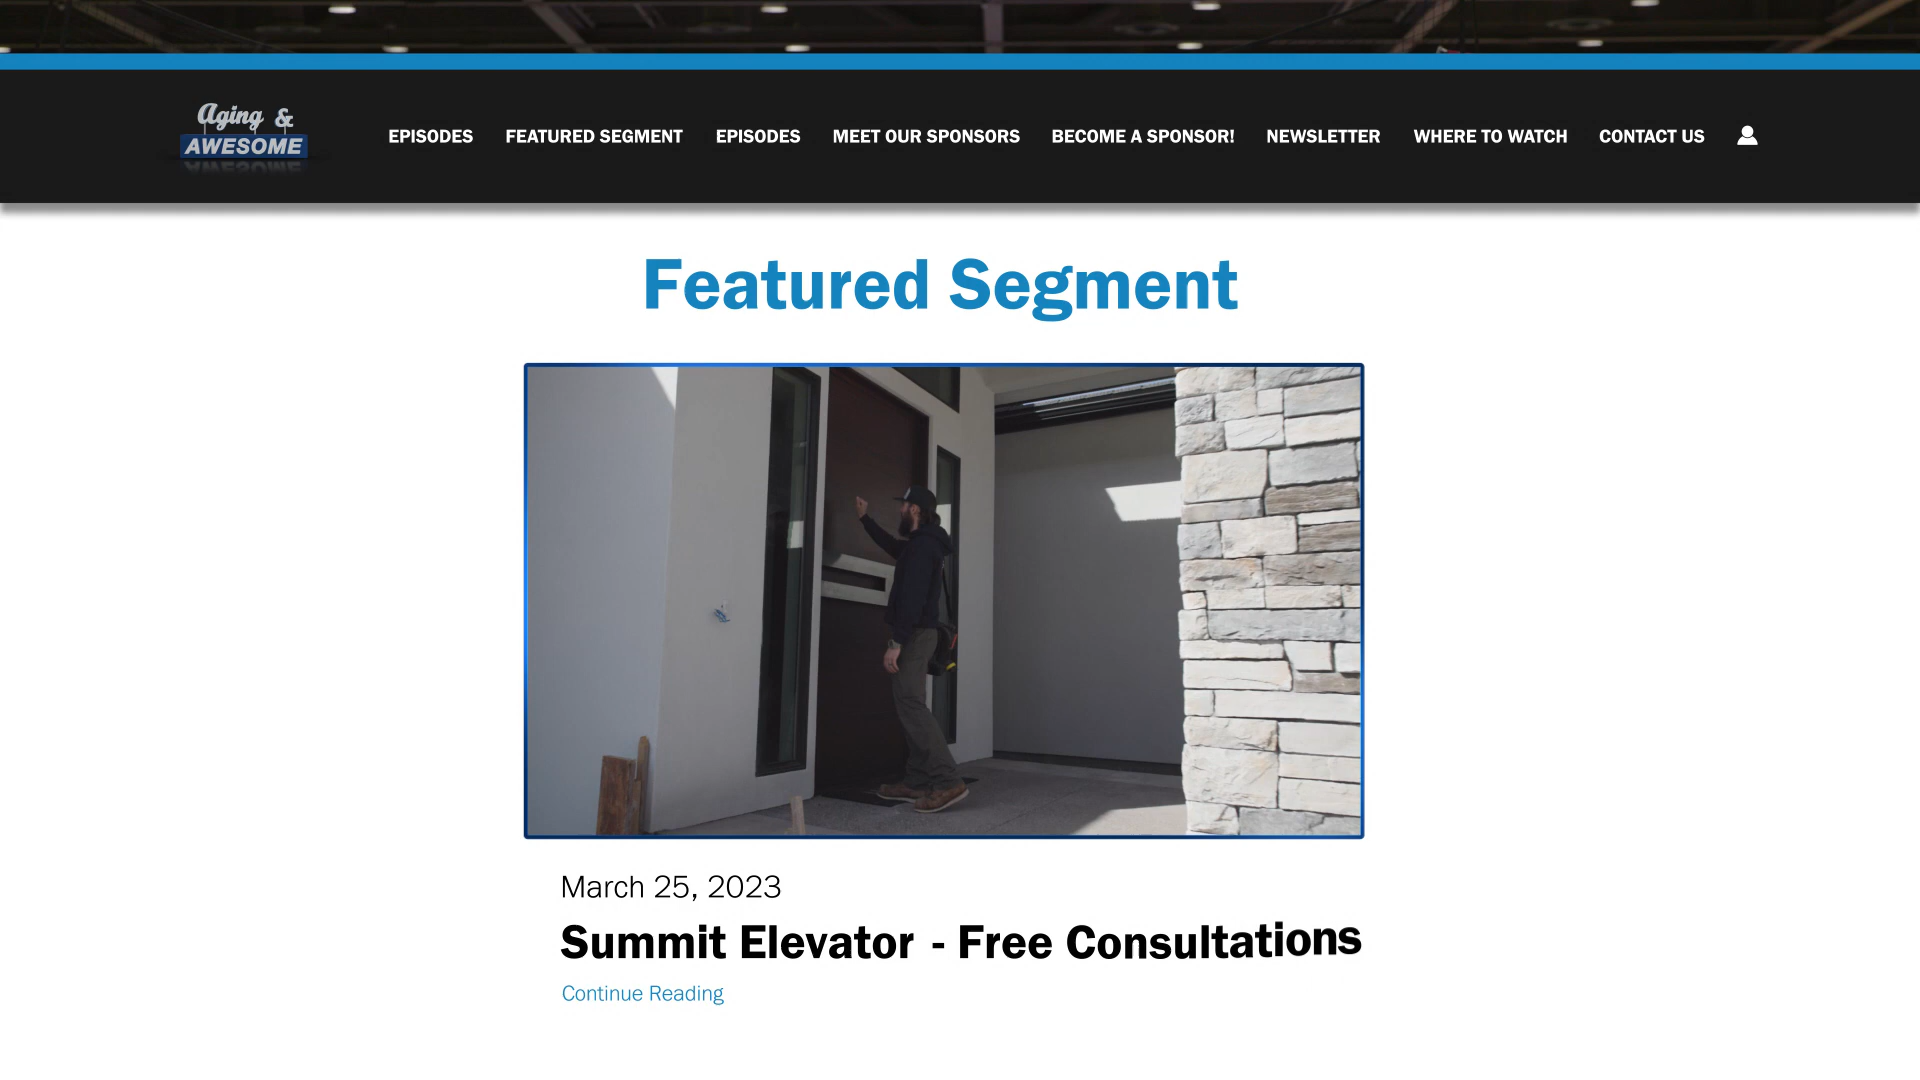 Aging &
AWESOME
EPISODES FEATURED SEGMENT EPISODES MEET OUR SPONSORS BECOME A SPONSOR! NEWSLETTER WHERE TO WATCH CONTACT US
Featured Segment
March 25, 2023
Summit Elevator - Free Consultations
Continue Reading